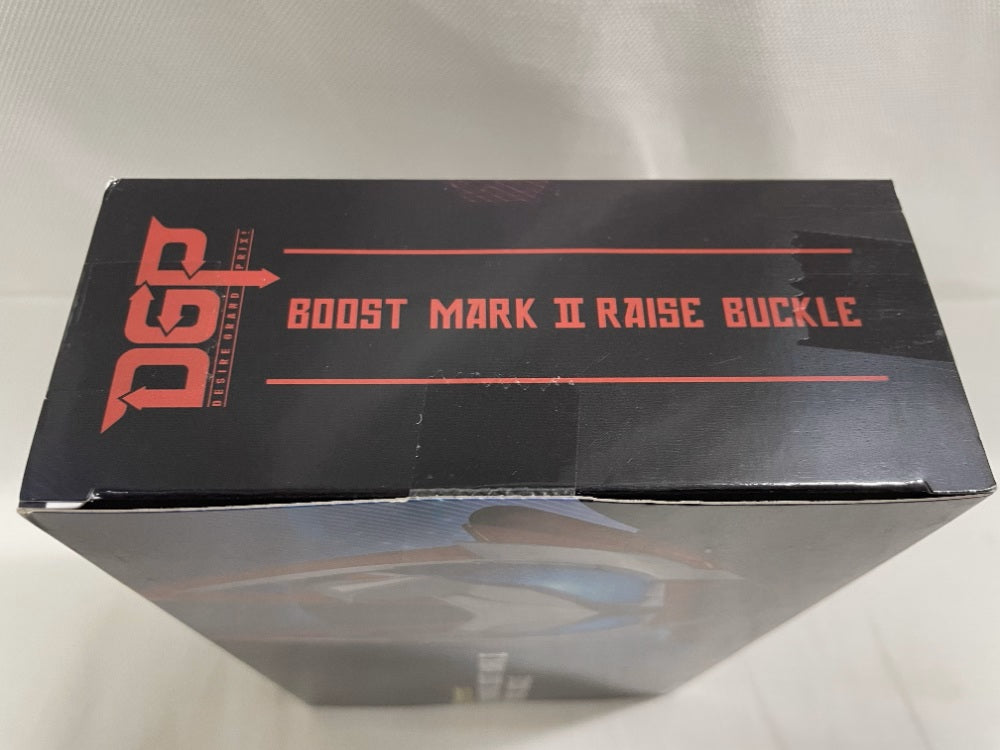 DGP
DESIRE GRAND PRIX!
BOOST MARK II RAISE BUCKLE